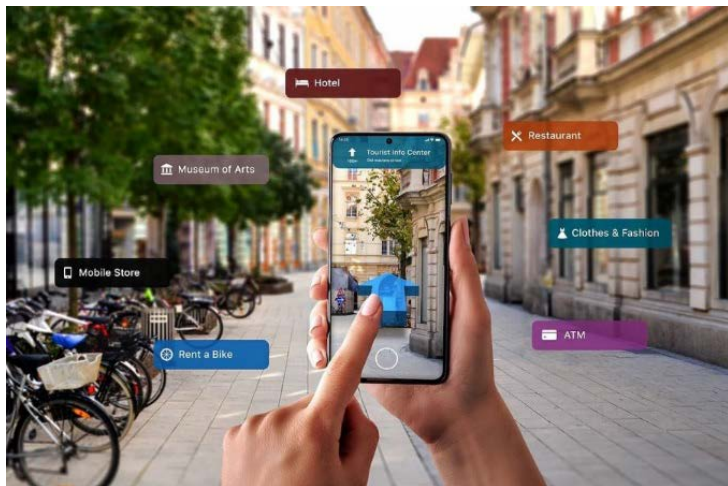 Hotel
Restaurant
Tourist info Center
Museum of Arts
Clothes & Fashion
Mobile Store
ATM
Rent a Bike